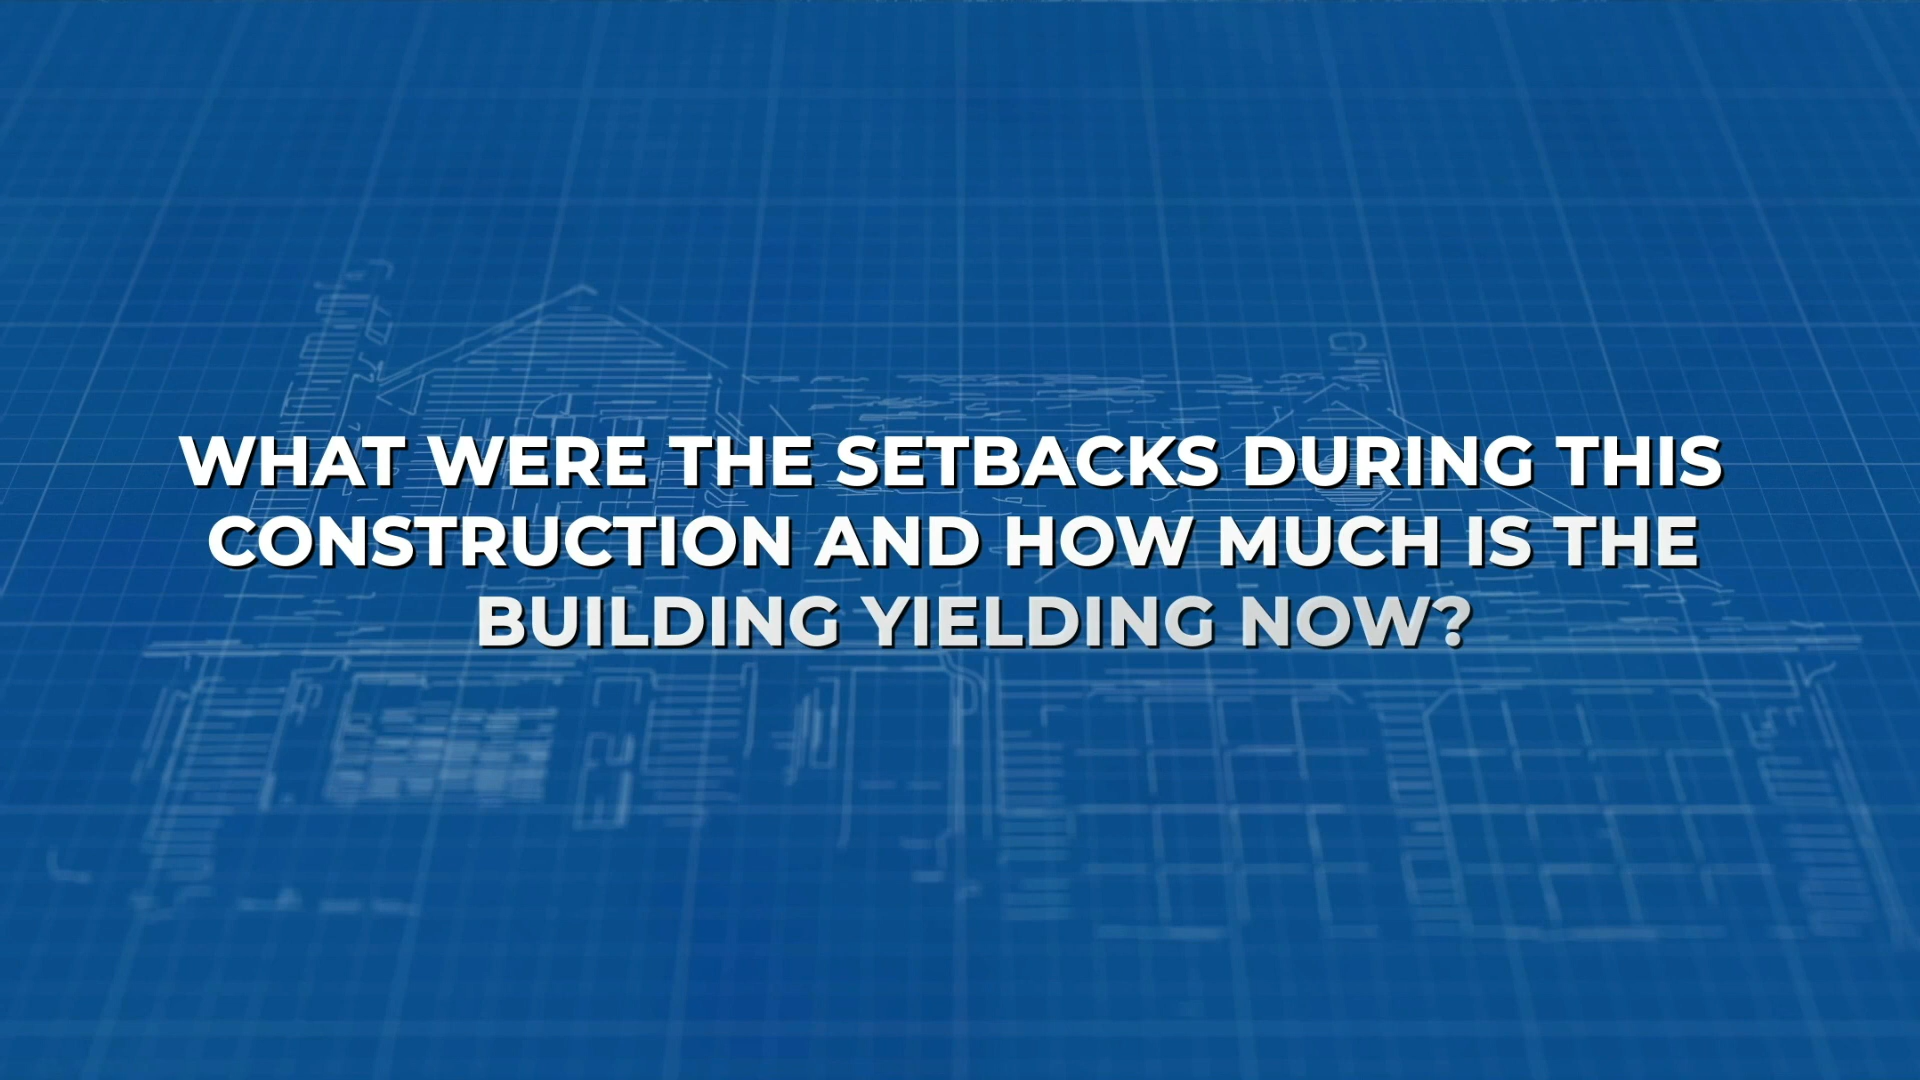 WHAT WERE THE SETBACKS DURING THIS
CONSTRUCTION AND HOW MUCH IS THE
BUILDING YIELDING NOW?